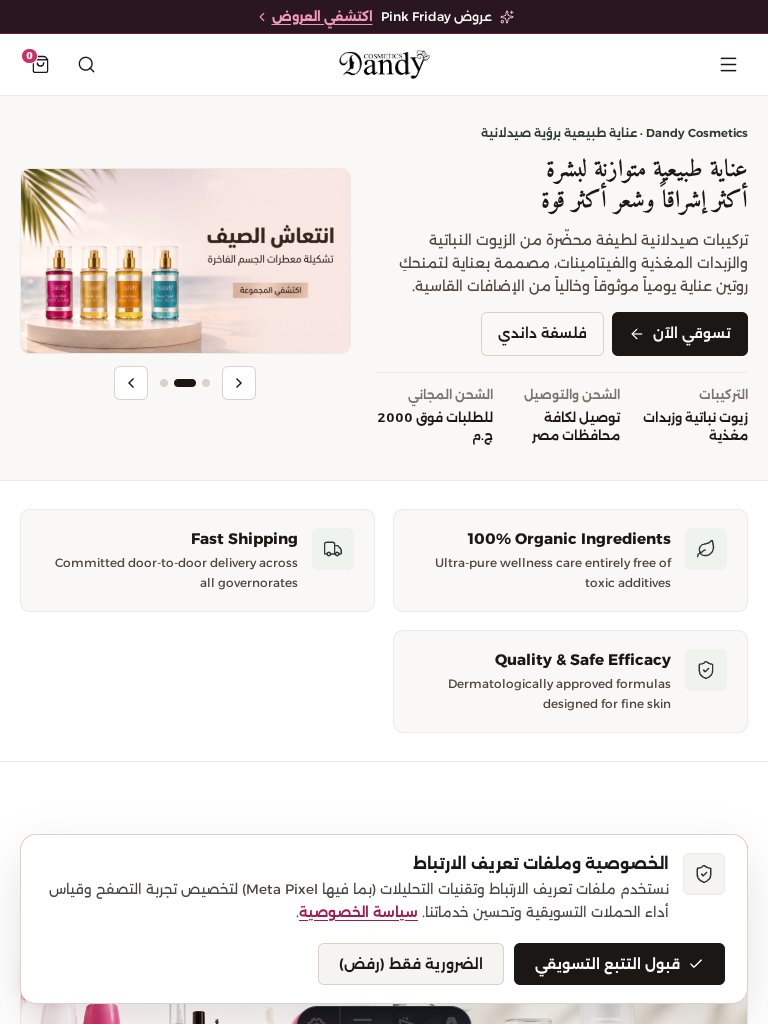 عروض Pink Friday اكتشفي العروض
0
COSMETICS
Dandy
Dandy Cosmetics · عناية طبيعية برؤية صيدلانية
عناية طبيعية متوازنة لبشرة
أكثر إشراقاً وشعر أكثر قوة
تركيبات صيدلانية لطيفة محضّرة من الزيوت النباتية
والزبدات المغذية والفيتامينات، مصممة بعناية لتمنحكِ
روتين عناية يومياً موثوقاً وخالياً من الإضافات القاسية.
تسوقي الآن
فلسفة داندي
التركيبات
زيوت نباتية وزبدات
مغذية
الشحن والتوصيل
توصيل لكافة
محافظات مصر
الشحن المجاني
للطلبات فوق 2000
ج.م
انتعاش الصيف
تشكيلة معطرات الجسم الفاخرة
اكتشفي المجموعة
100% Organic Ingredients
Ultra-pure wellness care entirely free of
toxic additives
Fast Shipping
Committed door-to-door delivery across
all governorates
Quality & Safe Efficacy
Dermatologically approved formulas
designed for fine skin
الخصوصية وملفات تعريف الارتباط
نستخدم ملفات تعريف الارتباط وتقنيات التحليلات (بما فيها Meta Pixel) لتخصيص تجربة التصفح وقياس
أداء الحملات التسويقية وتحسين خدماتنا. سياسة الخصوصية.
قبول التتبع التسويقي
الضرورية فقط (رفض)